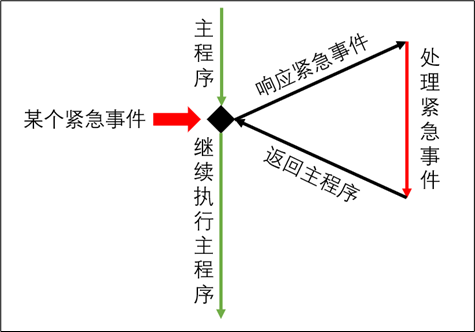 主程序
某个紧急事件
响应紧急事件
处理紧急事件
返回主程序
继续执行主程序